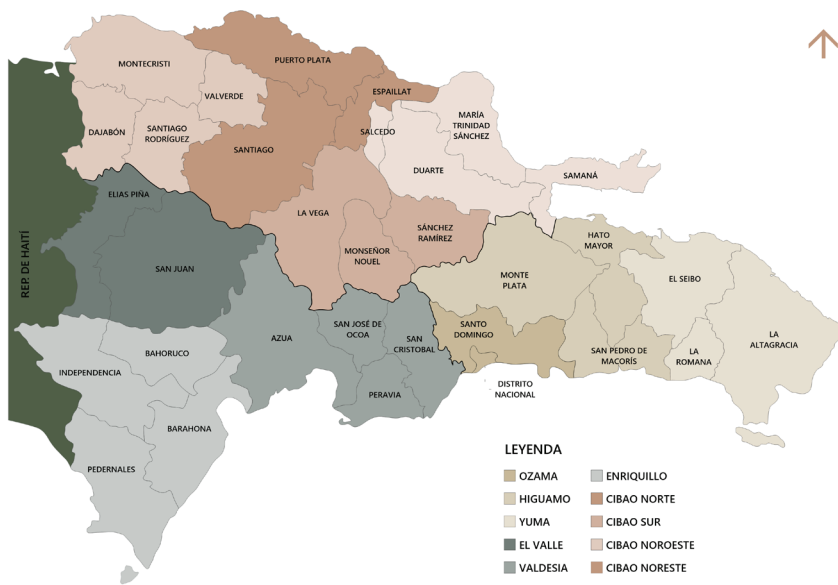 PUERTO PLATA
MONTECRISTI
ESPAILLAT
VALVERDE
MARÍA
TRINIDAD
SÁNCHEZ
DAJABÓN
SANTIAGO
RODRÍGUEZ
SALCEDO
SANTIAGO
DUARTE
SAMANÁ
ELIAS PIÑA
LA VEGA
SÁNCHEZ
RAMÍREZ
HATO
MAYOR
MONSEÑOR
NOUEL
REP. DE HAITÍ
SAN JUAN
MONTE
PLATA
EL SEIBO
AZUA
SAN JOSÉ DE
OCOA
SAN
CRISTOBAL
SANTO
DOMINGO
LA
ALTAGRACIA
BAHORUCO
SAN PEDRO DE
MACORÍS
LA
ROMANA
INDEPENDENCIA
PERAVIA
DISTRITO
NACIONAL
BARAHONA
PEDERNALES
LEYENDA
OZAMA
HIGUAMO
YUMA
EL VALLE
VALDESIA
ENRIQUILLO
CIBAO NORTE
CIBAO SUR
CIBAO NOROESTE
CIBAO NORESTE